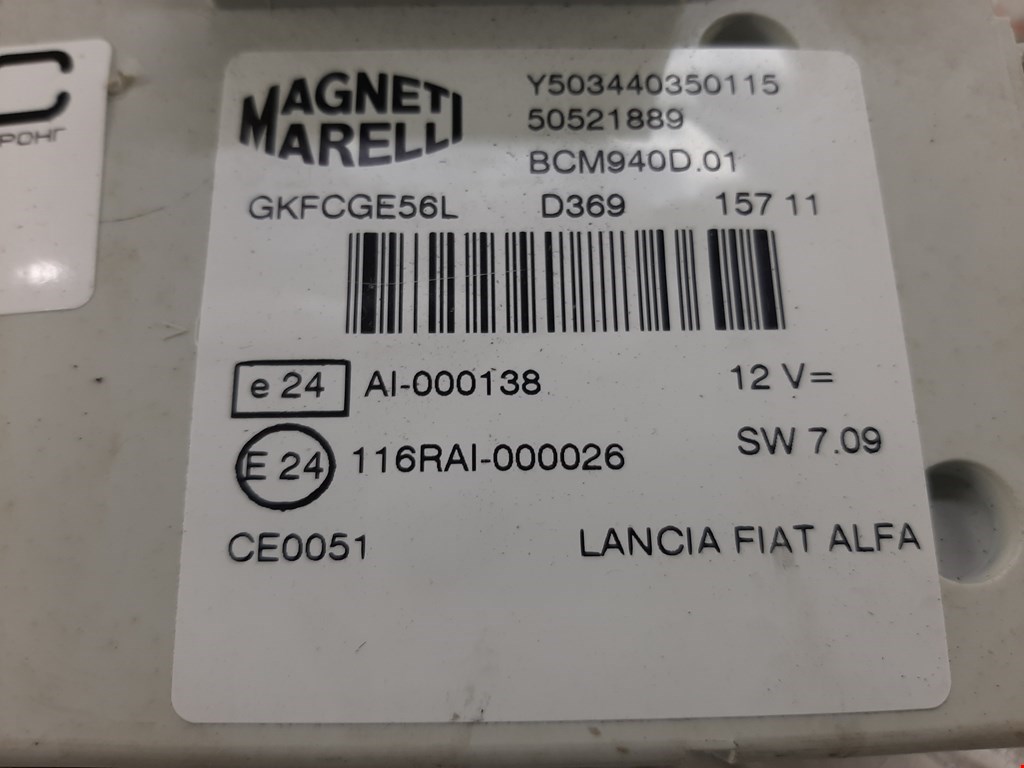 MAGNETI
MARELLI
Y503440350115
50521889
BCM940D.01
GKFCGE56L D369 157 11
e 24 AI-000138 12 V=
E 24 116RAI-000026 SW 7.09
CE0051 LANCIA FIAT ALFA